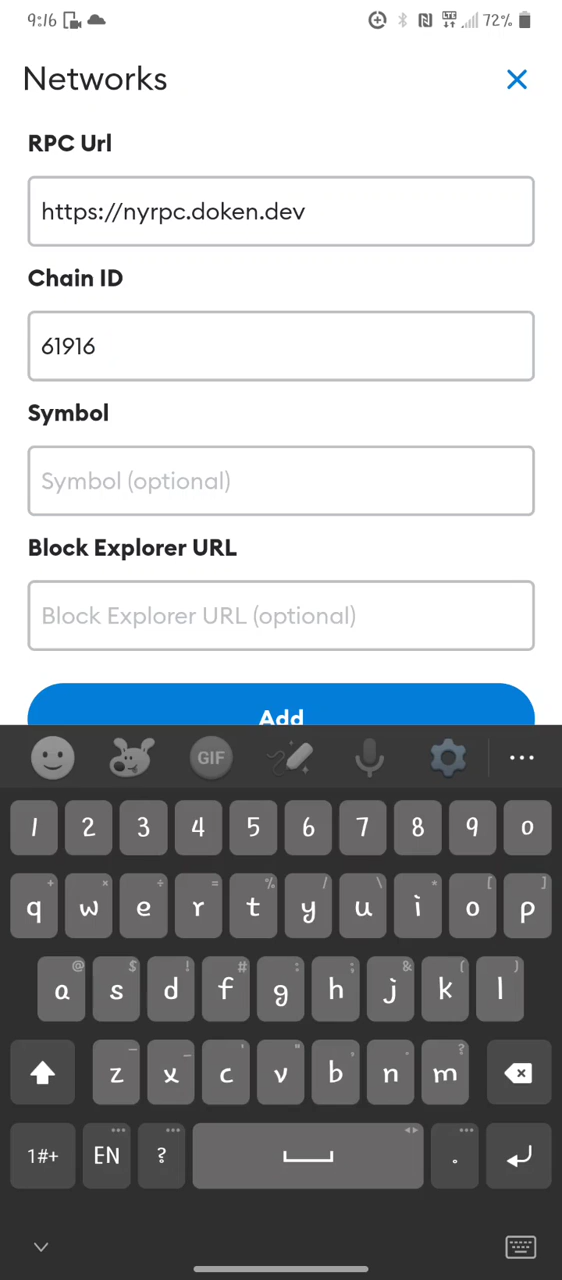 9:16 72%
Networks
RPC Url
https://nyrpc.doken.dev
Chain ID
61916
Symbol
Symbol (optional)
Block Explorer URL
Block Explorer URL (optional)
Add
GIF
1 2 3 4 5 6 7 8 9 0
+ × ÷ = % / \ * [ ]
q w e r t y u i o p
@ $ ! # : ; & ( )
a s d f g h j k l
– _ ' " , . ?
z x c v b n m
1#+ EN ? .